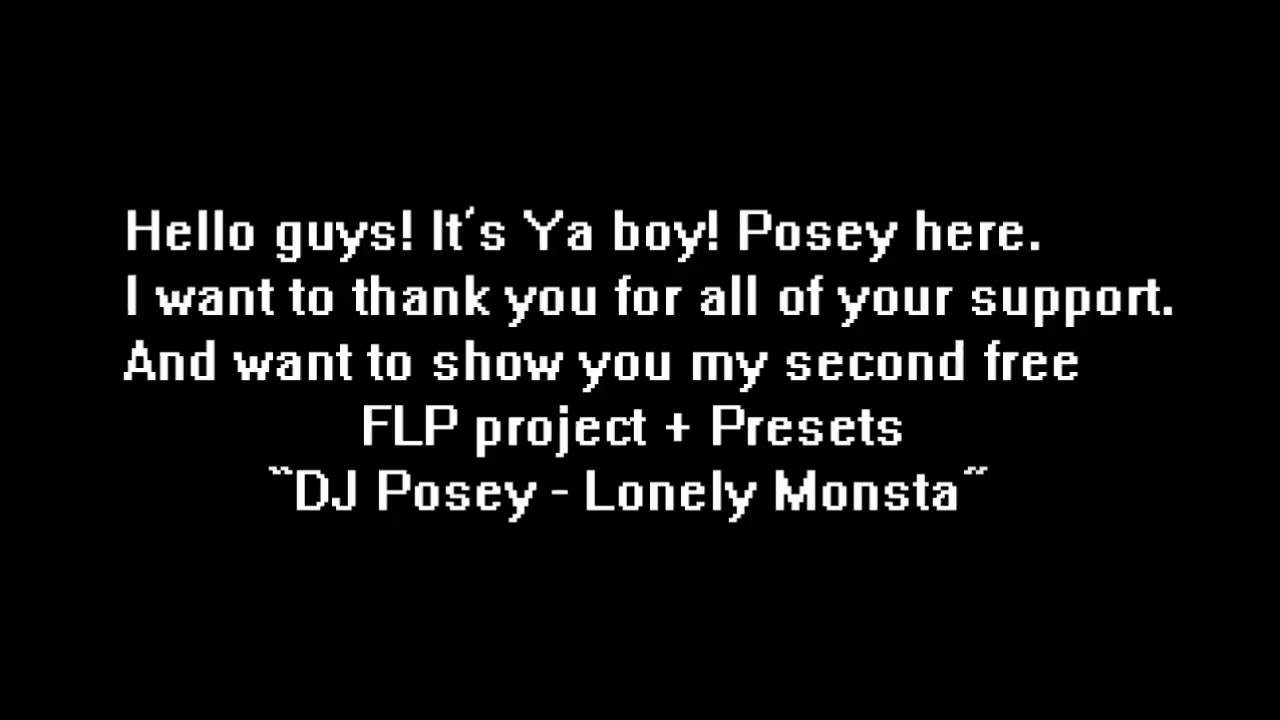 Hello guys! It's Ya boy! Posey here.
I want to thank you for all of your support.
And want to show you my second free
FLP project + Presets
``DJ Posey - Lonely Monsta˝